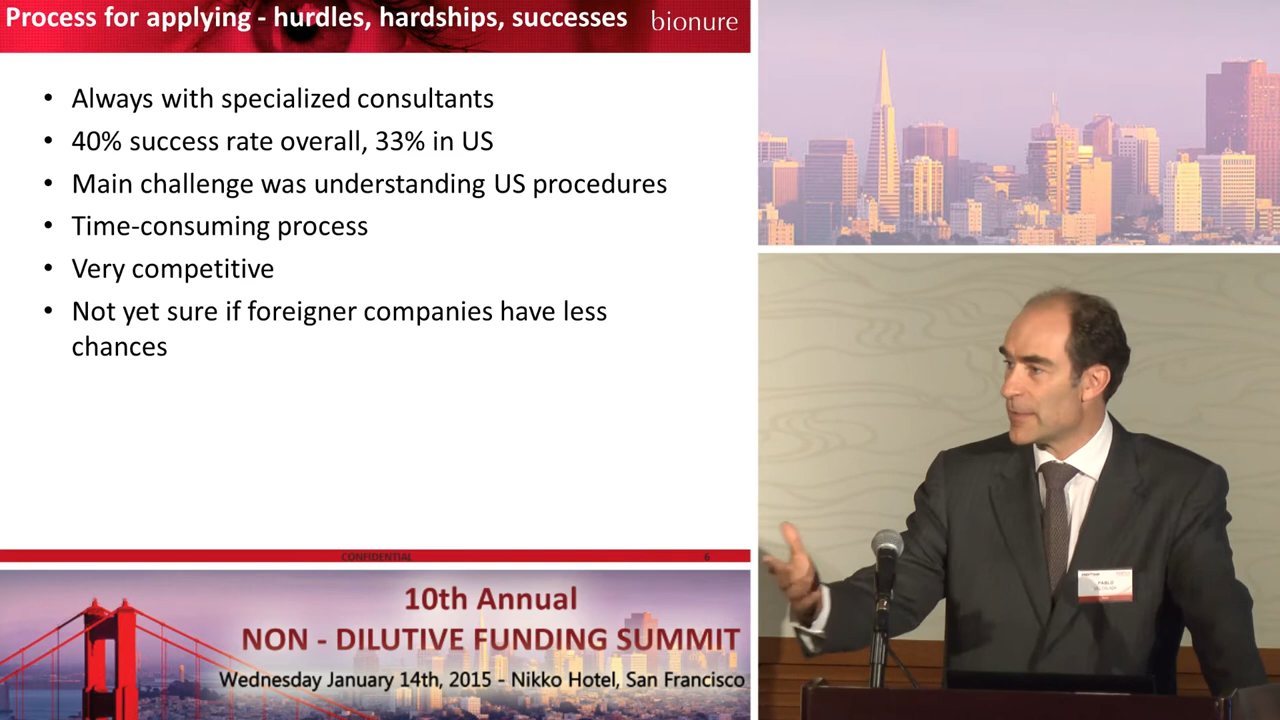 Process for applying - hurdles, hardships, successes
bionure
• Always with specialized consultants
• 40% success rate overall, 33% in US
• Main challenge was understanding US procedures
• Time-consuming process
• Very competitive
• Not yet sure if foreigner companies have less
chances
CONFIDENTIAL
6
10th Annual
NON - DILUTIVE FUNDING SUMMIT
Wednesday January 14th, 2015 - Nikko Hotel, San Francisco
PABLO